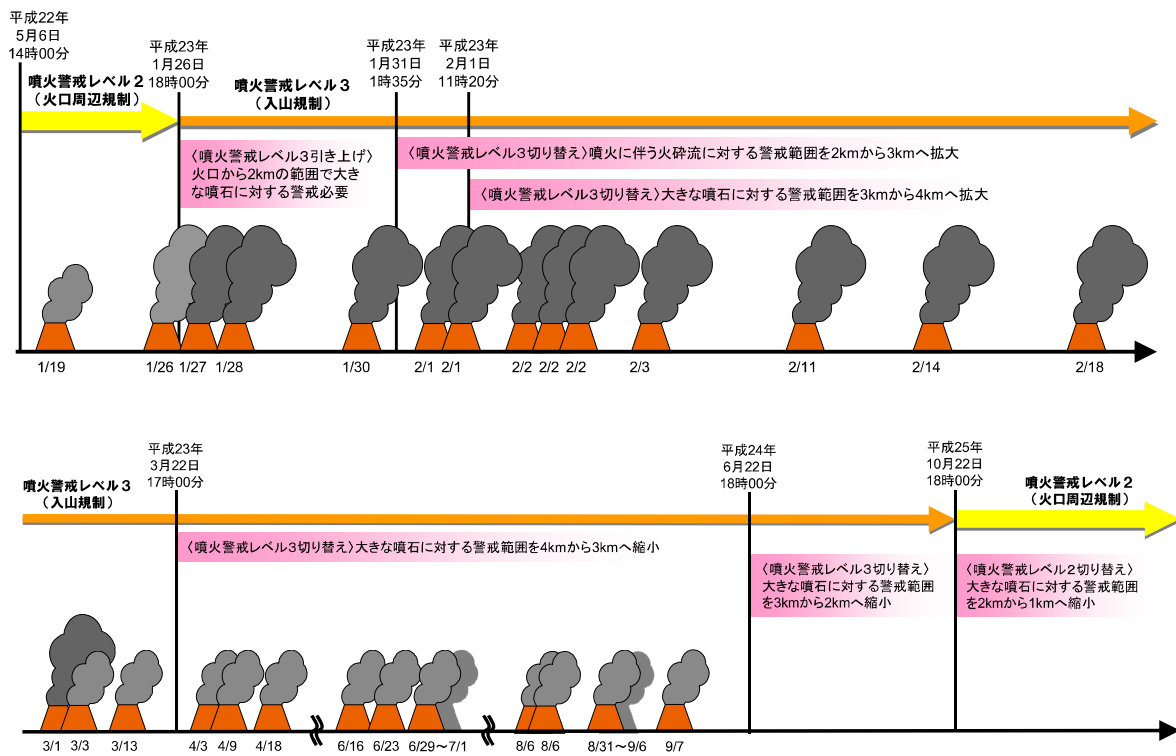 平成22年
5月6日
14時00分
平成23年
1月26日
18時00分
平成23年
1月31日
1時35分
平成23年
2月1日
11時20分
噴火警戒レベル2
（火口周辺規制）
噴火警戒レベル3
（入山規制）
〈噴火警戒レベル3引き上げ〉
火口から2kmの範囲で大き
な噴石に対する警戒必要
〈噴火警戒レベル3切り替え〉噴火に伴う火砕流に対する警戒範囲を2kmから3kmへ拡大
〈噴火警戒レベル3切り替え〉大きな噴石に対する警戒範囲を3kmから4kmへ拡大
1/19 1/26 1/27 1/28 1/30 2/1 2/1 2/2 2/2 2/2 2/3 2/11 2/14 2/18
平成23年
3月22日
17時00分
平成24年
6月22日
18時00分
平成25年
10月22日
18時00分
噴火警戒レベル3
（入山規制）
噴火警戒レベル2
（火口周辺規制）
〈噴火警戒レベル3切り替え〉大きな噴石に対する警戒範囲を4kmから3kmへ縮小
〈噴火警戒レベル3切り替え〉
大きな噴石に対する警戒範囲
を3kmから2kmへ縮小
〈噴火警戒レベル2切り替え〉
大きな噴石に対する警戒範囲
を2kmから1kmへ縮小
3/1 3/3 3/13 4/3 4/9 4/18 6/16 6/23 6/29～7/1 8/6 8/6 8/31～9/6 9/7